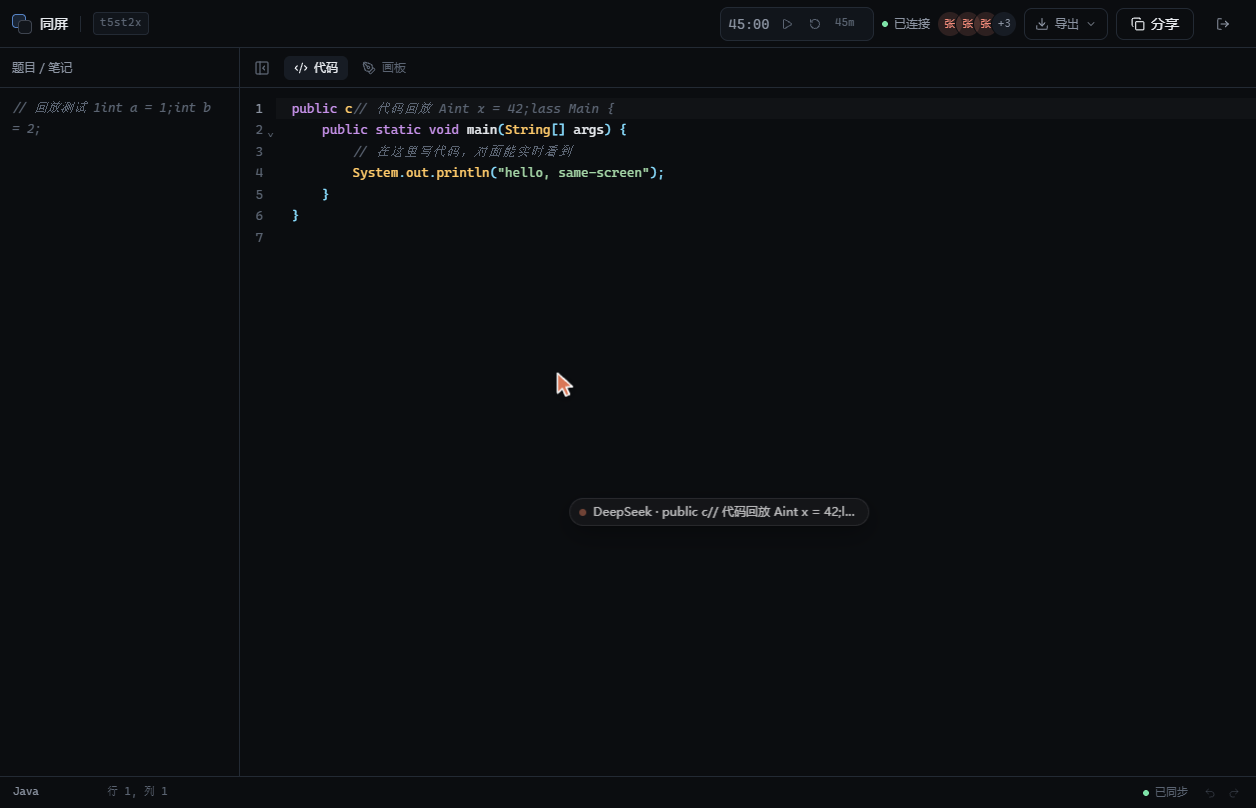 同屏 t5st2x 45:00 45m 已连接 张 张 张 +3 导出 分享
题目 / 笔记 代码 画板
// 回放测试 1int a = 1;int b
= 2;
1 public c// 代码回放 Aint x = 42;lass Main {
2 public static void main(String[] args) {
3 // 在这里写代码，对面能实时看到
4 System.out.println("hello, same-screen");
5 }
6 }
7
DeepSeek · public c// 代码回放 Aint x = 42;l...
Java 行 1, 列 1 已同步